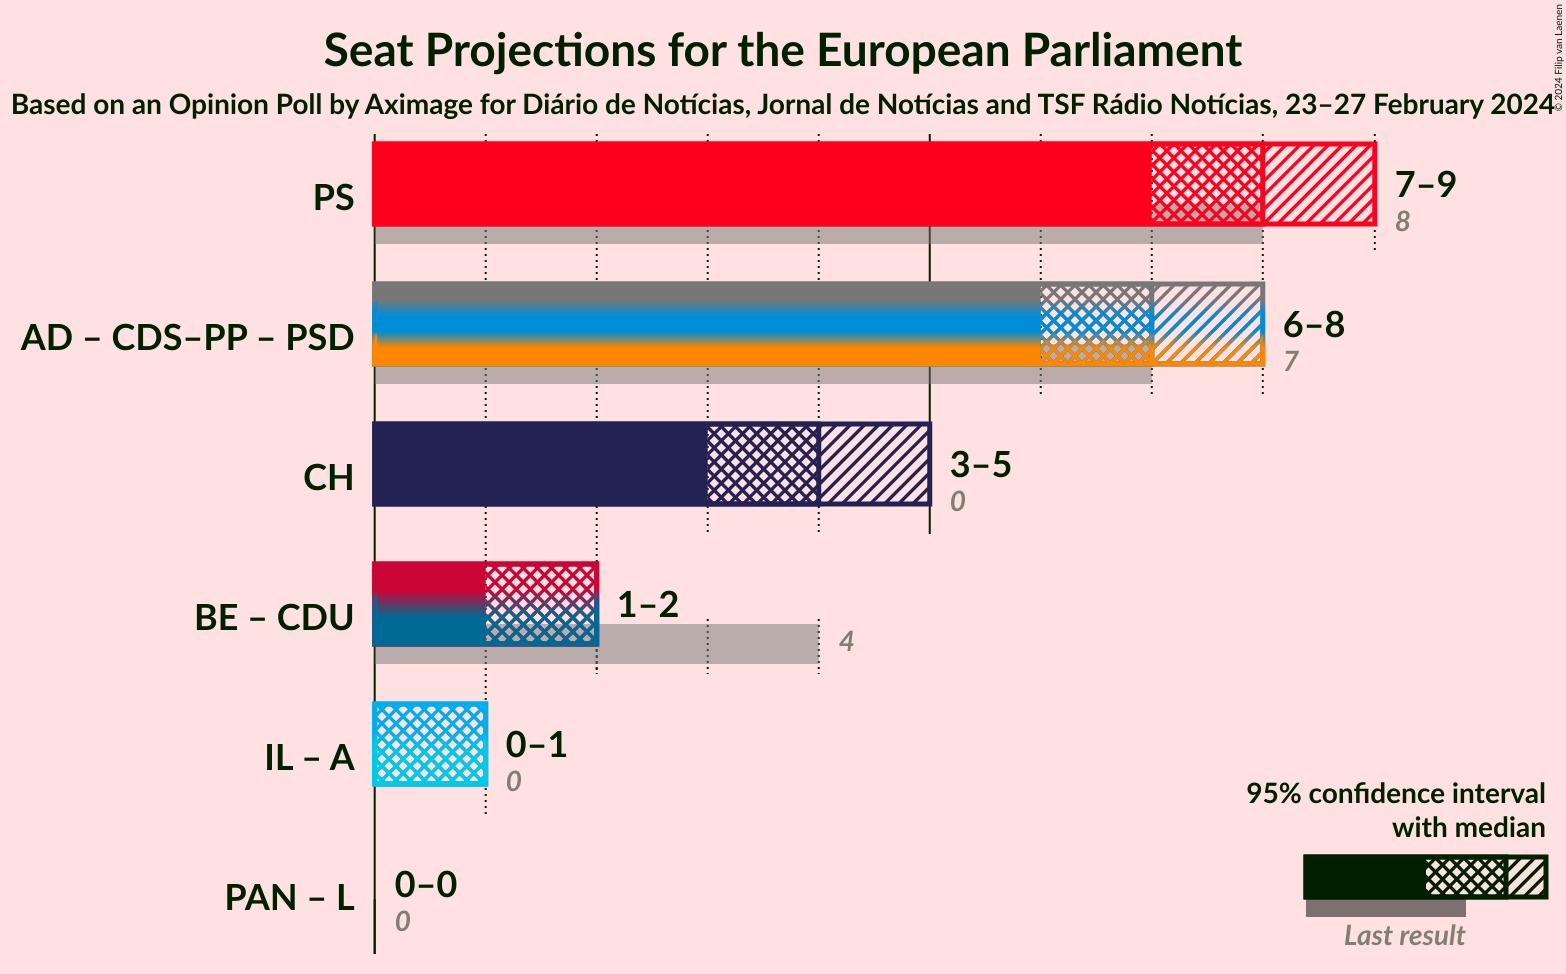 Seat Projections for the European Parliament
Based on an Opinion Poll by Aximage for Diário de Notícias, Jornal de Notícias and TSF Rádio Notícias, 23–27 February 2024
© 2024 Filip van Laenen
PS
7–9
8
AD – CDS–PP – PSD
6–8
7
CH
3–5
0
BE – CDU
1–2
4
IL – A
0–1
0
PAN – L
0–0
0
95% confidence interval
with median
Last result